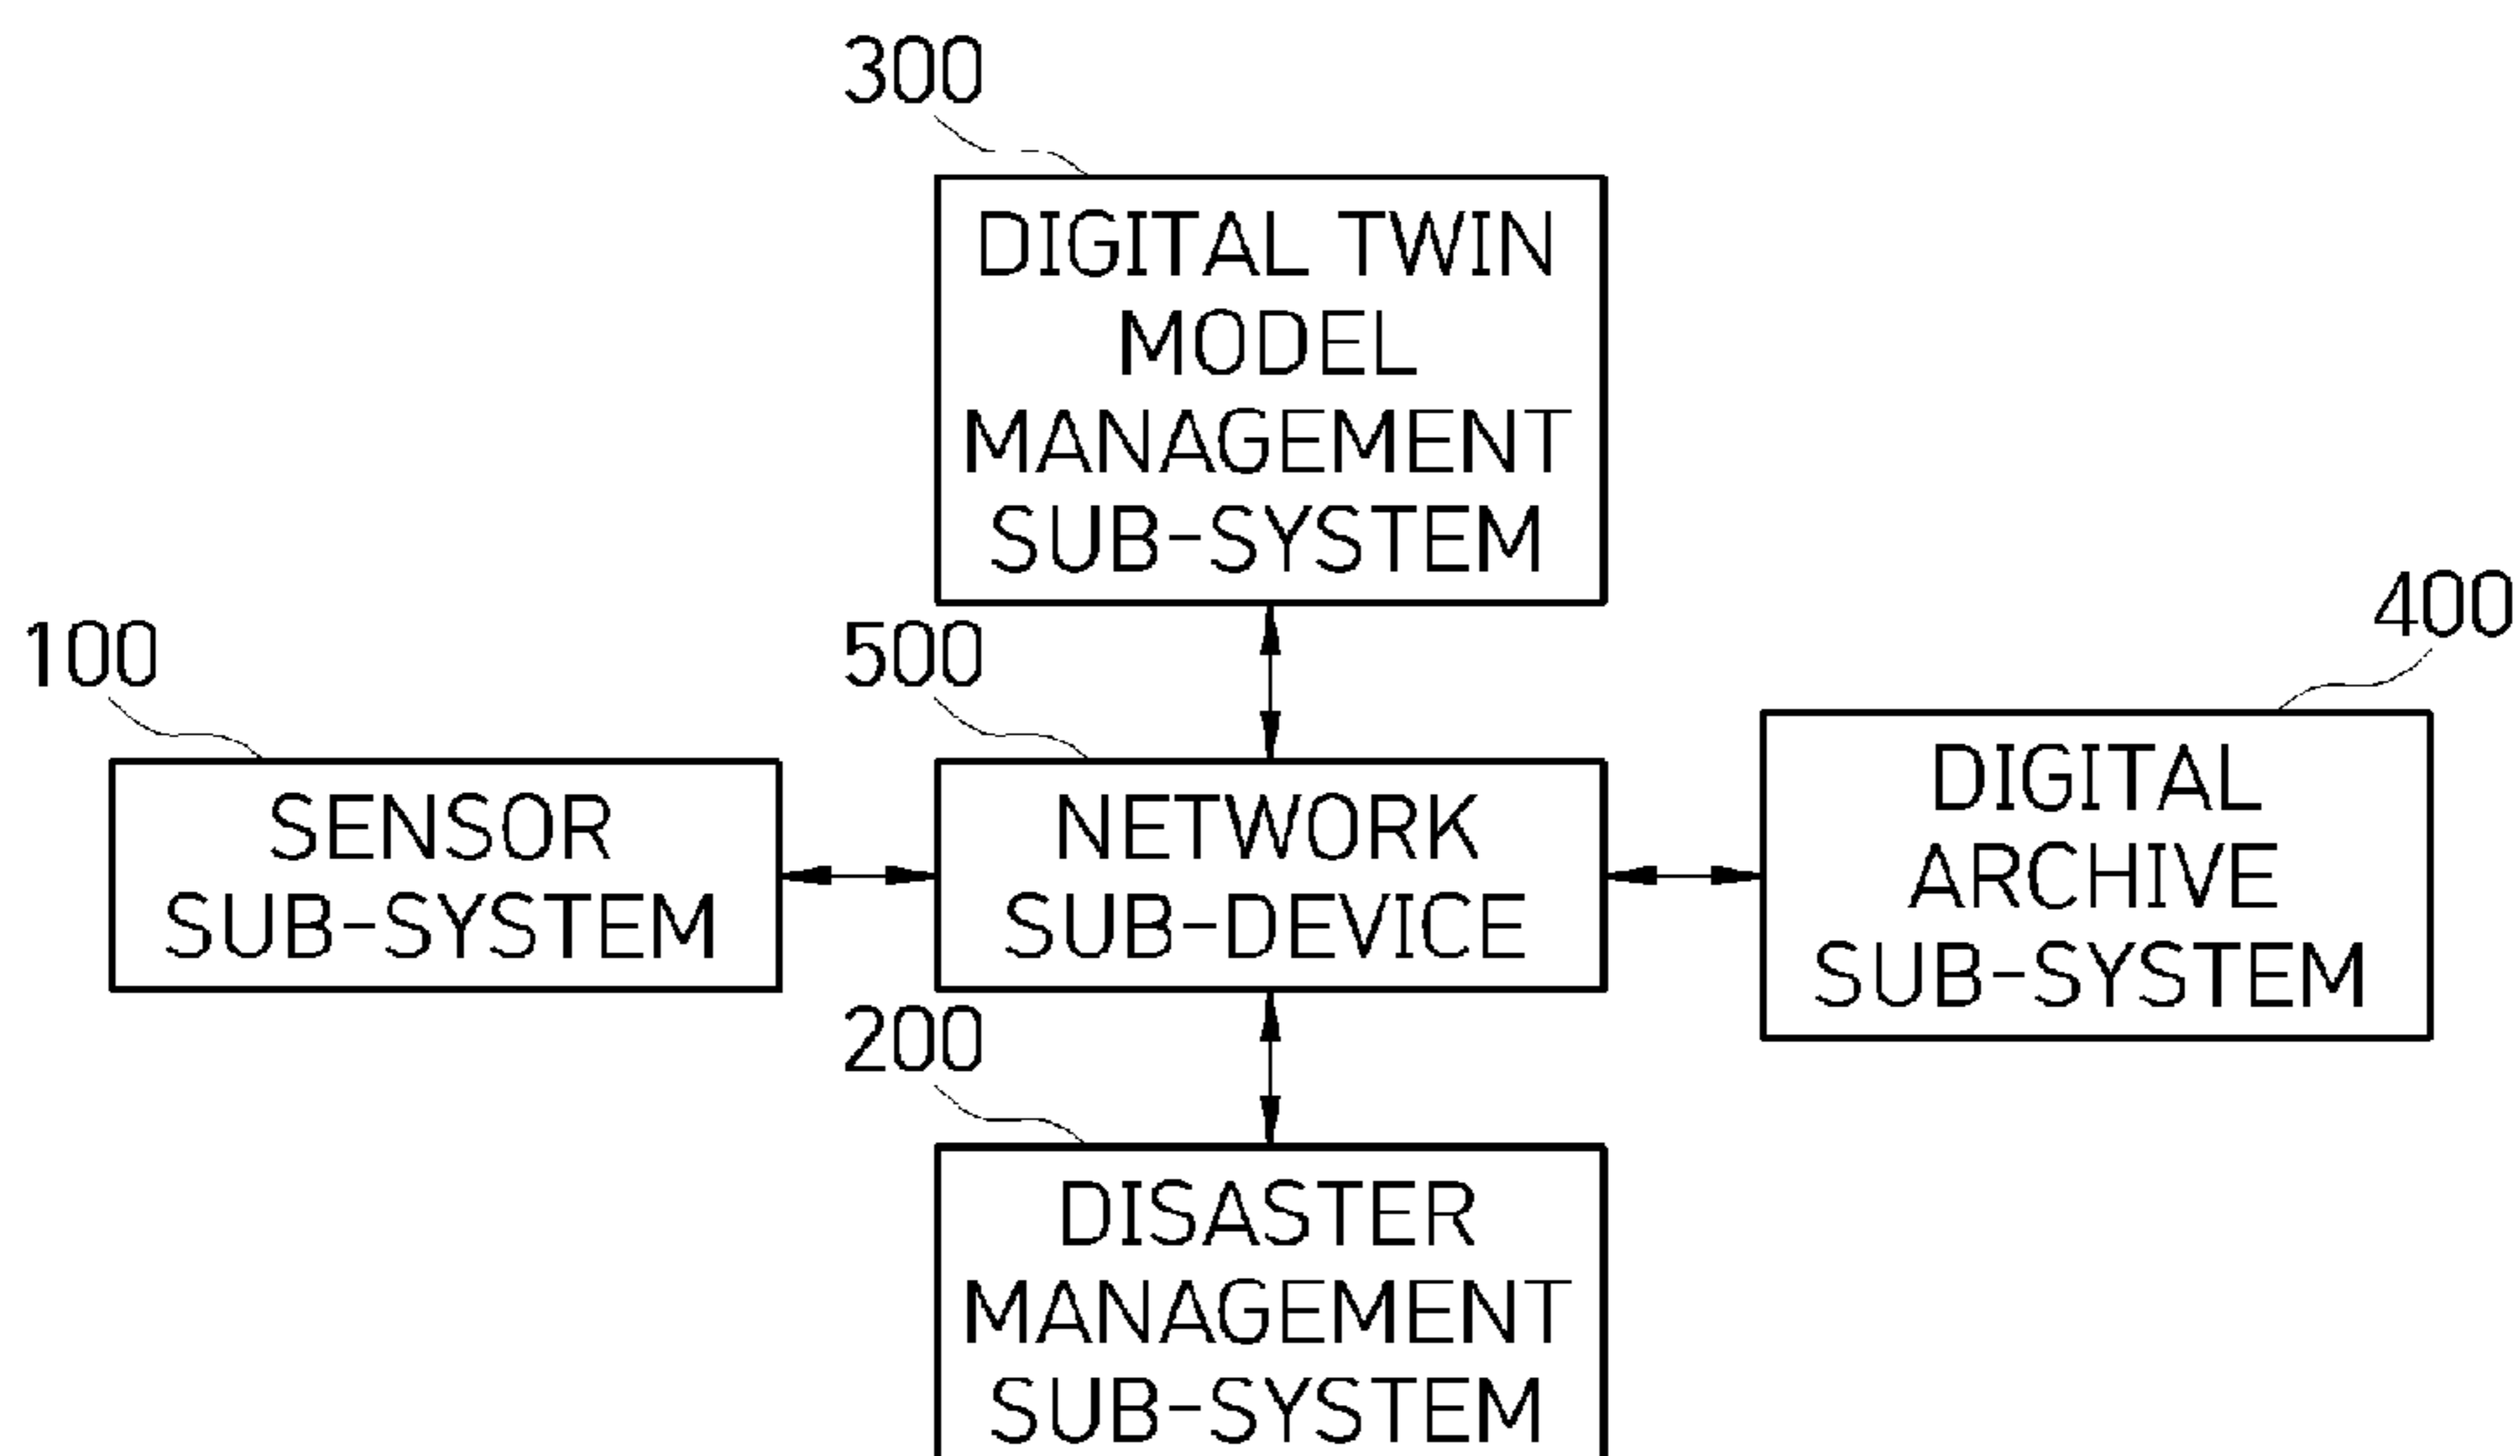 300
DIGITAL TWIN
MODEL
MANAGEMENT
SUB-SYSTEM
100
500
400
SENSOR
SUB-SYSTEM
NETWORK
SUB-DEVICE
DIGITAL
ARCHIVE
SUB-SYSTEM
200
DISASTER
MANAGEMENT
SUB-SYSTEM